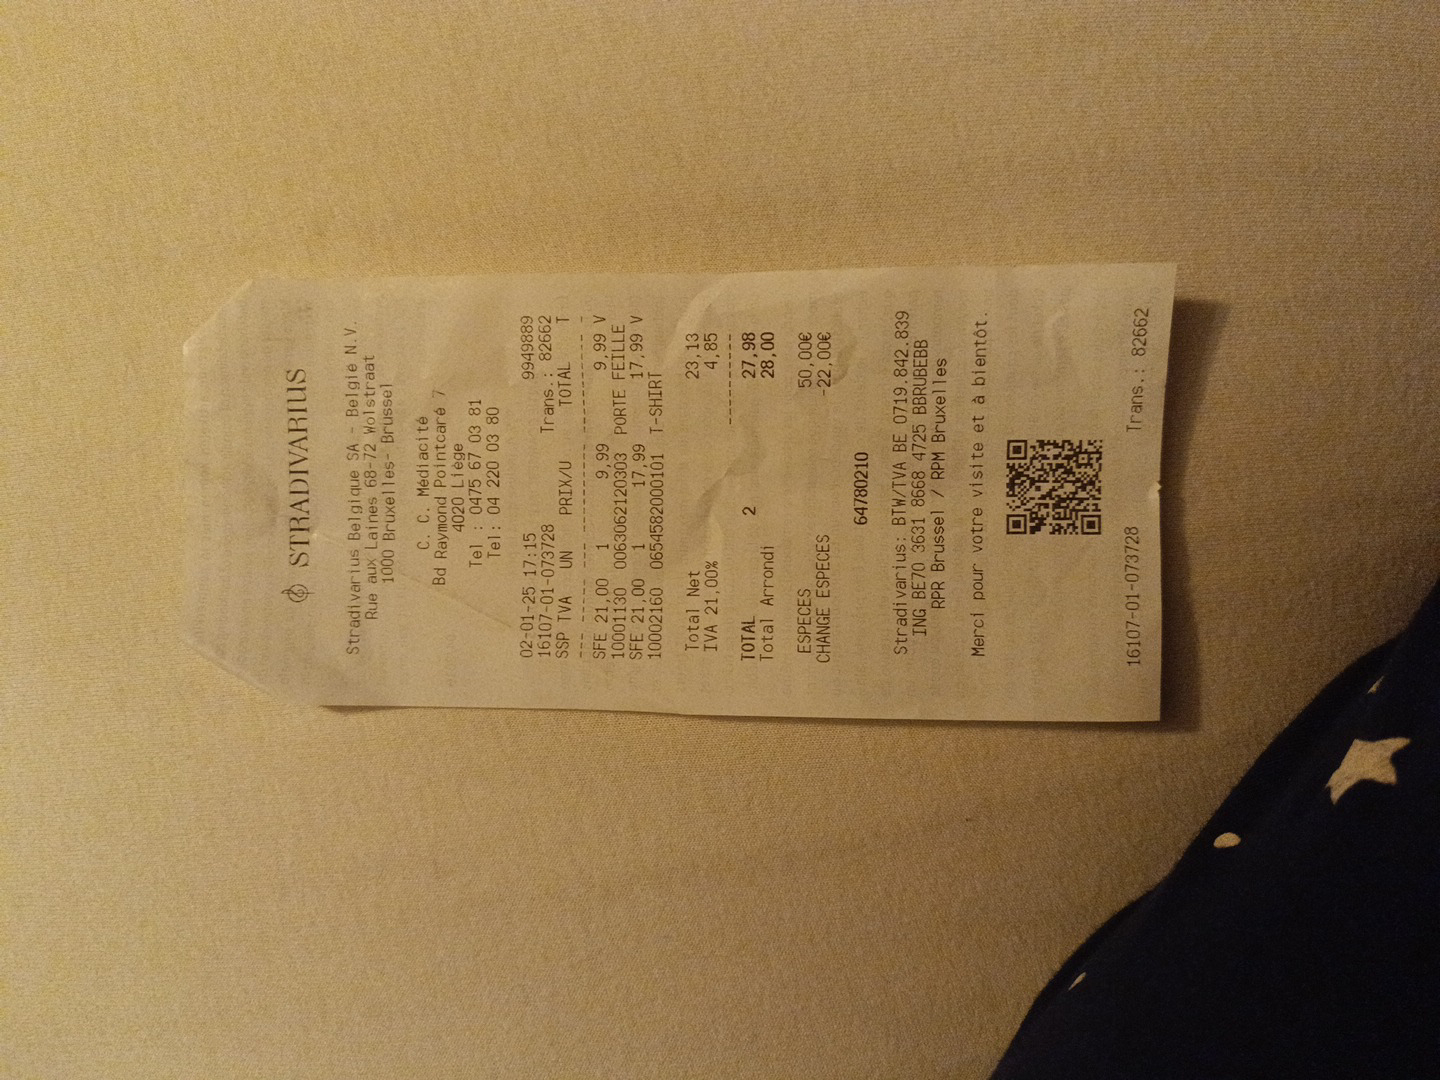 STRADIVARIUS
Stradivarius Belgique SA - Belgie N.V.
Rue aux Laines 68-72 Wolstraat
1000 Bruxelles- Brussel
C. C. Médiacité
Bd Raymond Pointcaré 7
4020 Liège
Tel : 0475 67 03 81
Tel: 04 220 03 80
02-01-25 17:15 9949889
16107-01-073728 Trans.: 82662
SSP TVA UN PRIX/U TOTAL T
SFE 21,00 1 9,99 9,99 V
10001130 0063062120303 PORTE FEILLE
SFE 21,00 1 17,99 17,99 V
10002160 0654582000101 T-SHIRT
Total Net 23,13
IVA 21,00% 4,85
TOTAL 2 27,98
Total Arrondi 28,00
ESPECES 50,00€
CHANGE ESPECES -22,00€
64780210
Stradivarius: BTW/TVA BE 0719.842.839
ING BE70 3631 8668 4725 BBRUBEBB
RPR Brussel / RPM Bruxelles
Merci pour votre visite et à bientôt.
16107-01-073728 Trans.: 82662